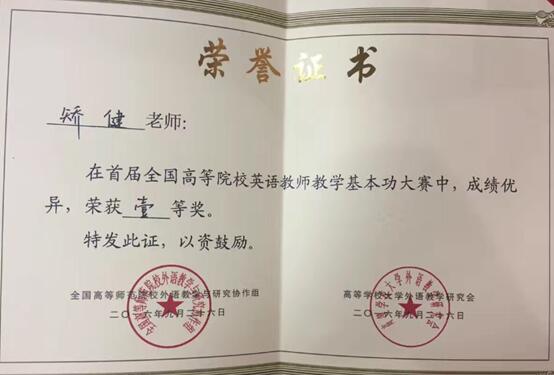 荣誉证书
矫健 老师:
在首届全国高等院校英语教师教学基本功大赛中，成绩优
异，荣获 壹 等奖。
特发此证，以资鼓励。
全国高等师范院校外语教学与研究协作组
二〇一六年九月二十六日
高等学校大学外语教学研究会
二〇一六年九月二十六日